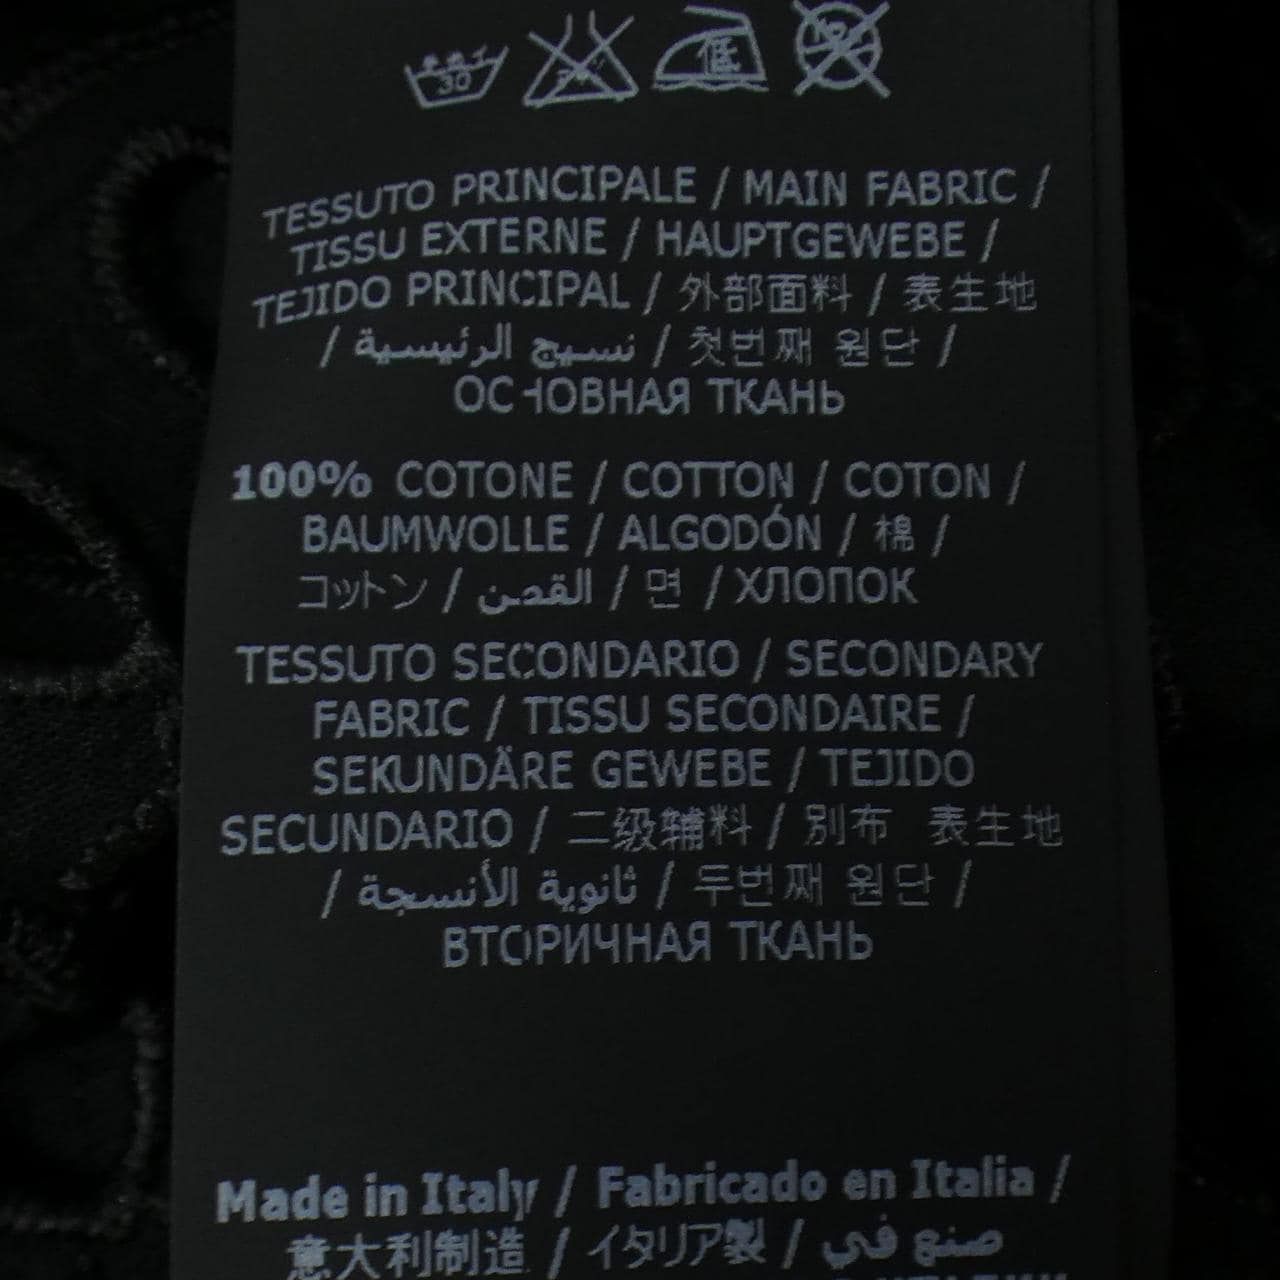 30
低
TESSUTO PRINCIPALE / MAIN FABRIC /
TISSU EXTERNE / HAUPTGEWEBE /
TEJIDO PRINCIPAL / 外部面料 / 表生地
/ نسيج الرئيسية / 첫번째 원단 /
ОСНОВНАЯ ТКАНЬ
100% COTONE / COTTON / COTON /
BAUMWOLLE / ALGODÓN / 棉 /
コットン / القدن / 면 / ХЛОПОК
TESSUTO SECONDARIO / SECONDARY
FABRIC / TISSU SECONDAIRE /
SEKUNDÄRE GEWEBE / TEJIDO
SECUNDARIO / 二级辅料 / 別布 表生地
/ ثانوية الأنسجة / 두번째 원단 /
ВТОРИЧНАЯ ТКАНЬ
Made in Italy / Fabricado en Italia /
意大利制造 / イタリア製 / صنع في